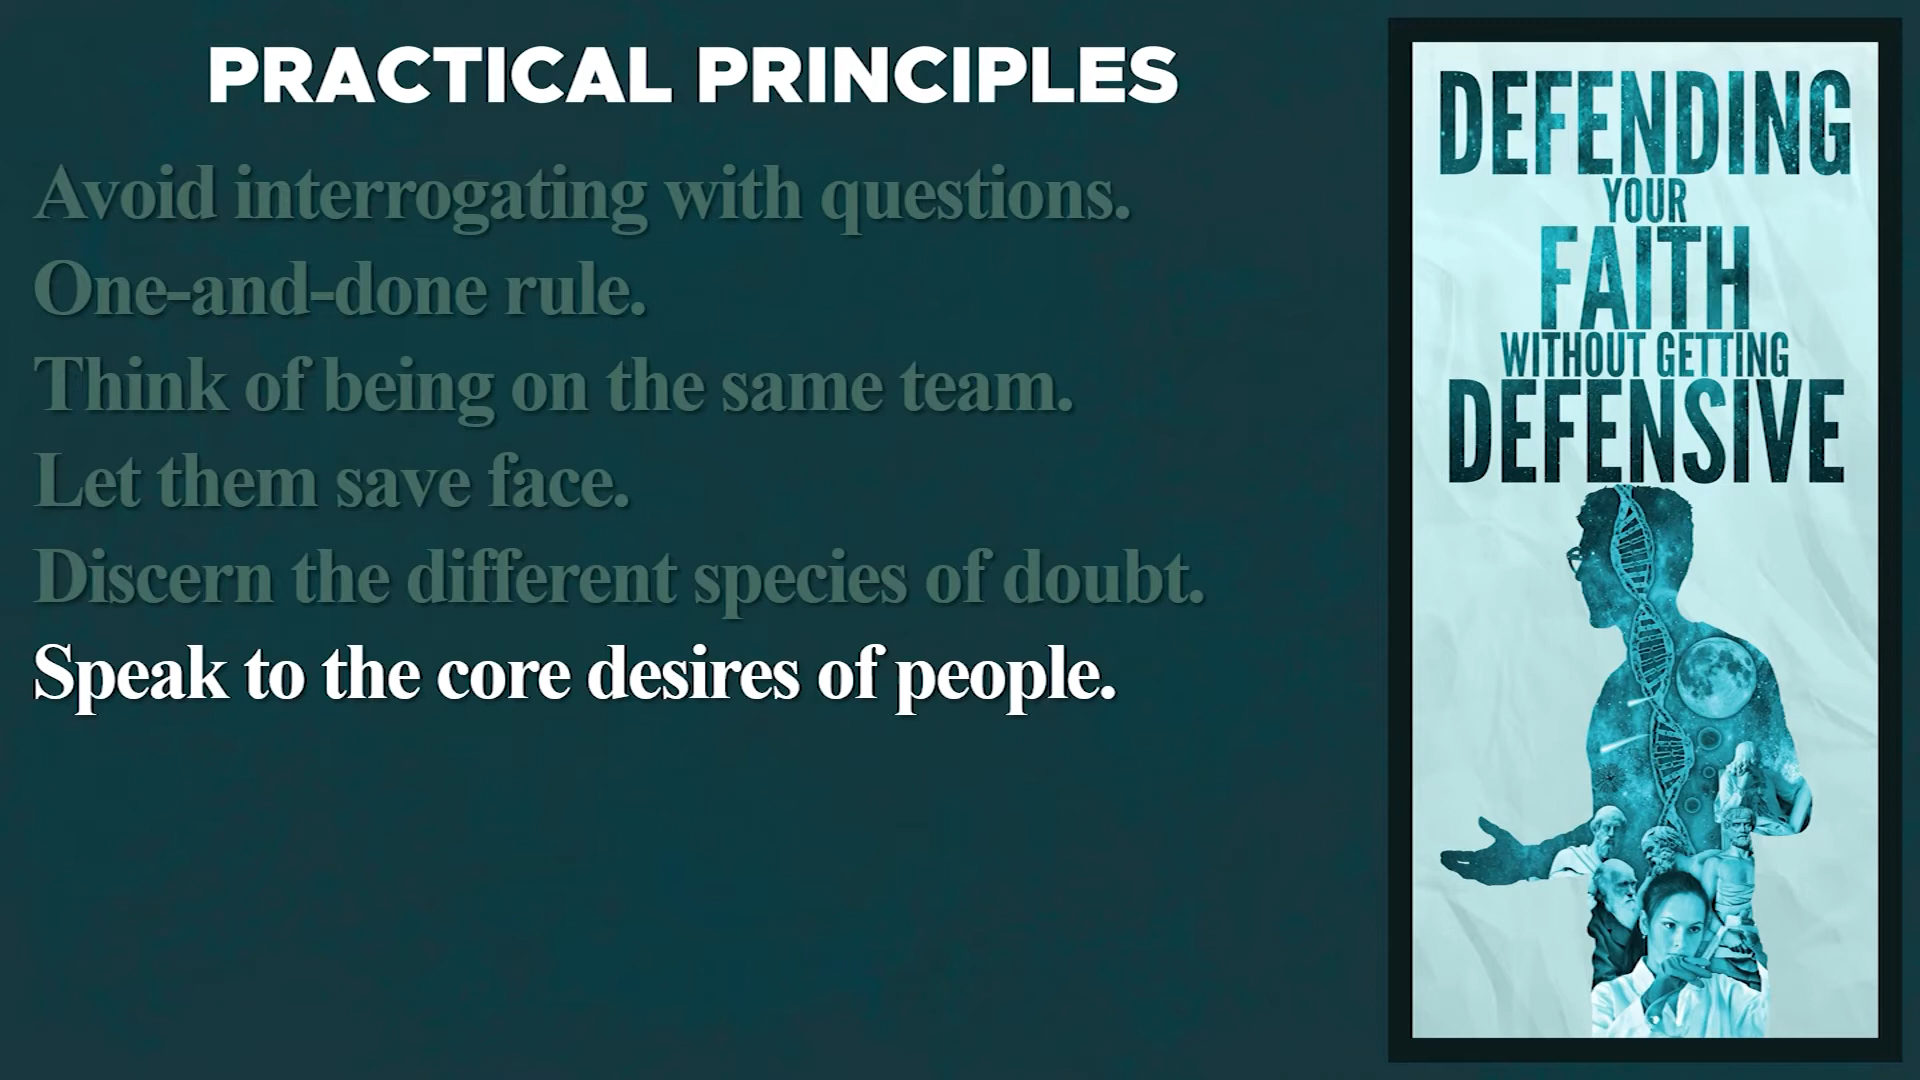 PRACTICAL PRINCIPLES
Avoid interrogating with questions.
One-and-done rule.
Think of being on the same team.
Let them save face.
Discern the different species of doubt.
Speak to the core desires of people.
DEFENDING
YOUR
FAITH
WITHOUT GETTING
DEFENSIVE